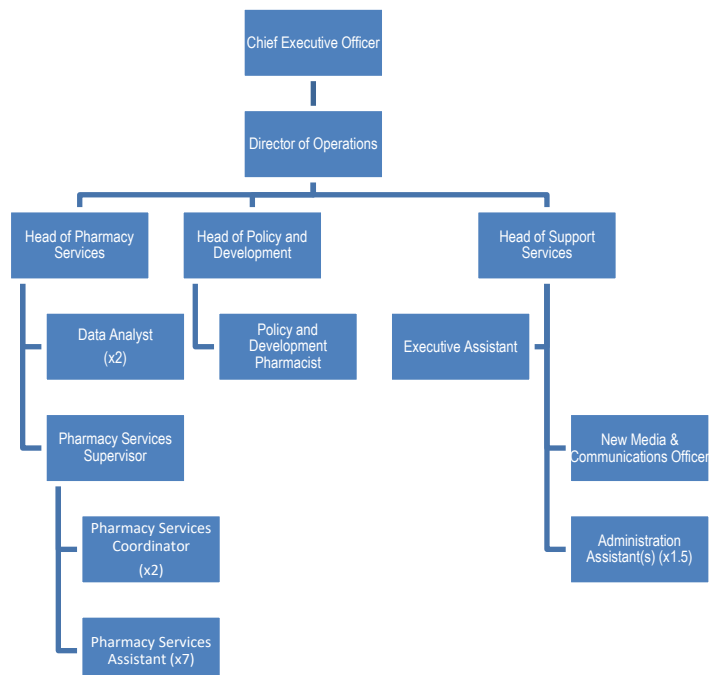 Chief Executive Officer
Director of Operations
Head of Pharmacy
Services
Head of Policy and
Development
Head of Support
Services
Data Analyst
(x2)
Policy and
Development
Pharmacist
Executive Assistant
Pharmacy Services
Supervisor
New Media &
Communications Officer
Pharmacy Services
Coordinator
(x2)
Administration
Assistant(s) (x1.5)
Pharmacy Services
Assistant (x7)